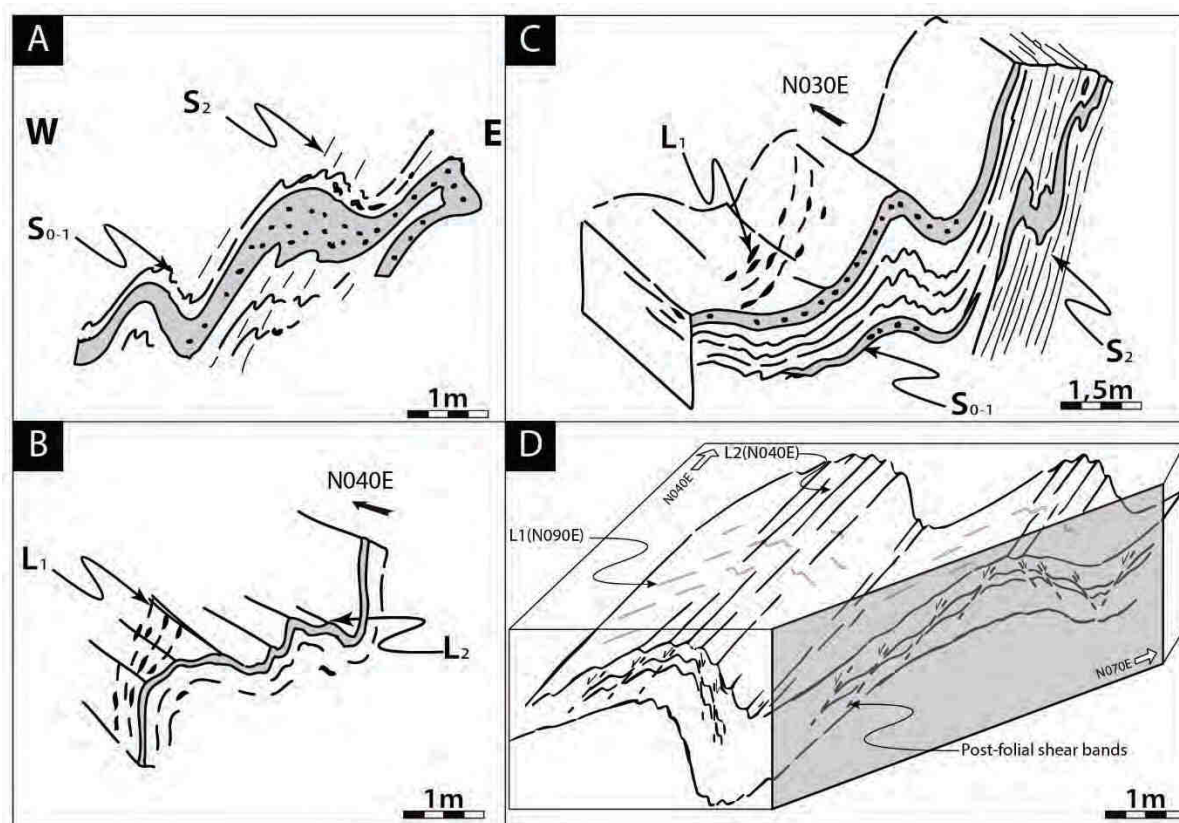 A
W
S2
E
S0-1
1m
C
N030E
L1
S2
S0-1
1,5m
B
N040E
L1
L2
1m
D
L2(N040E)
N040E
L1(N090E)
N070E
Post-folial shear bands
1m